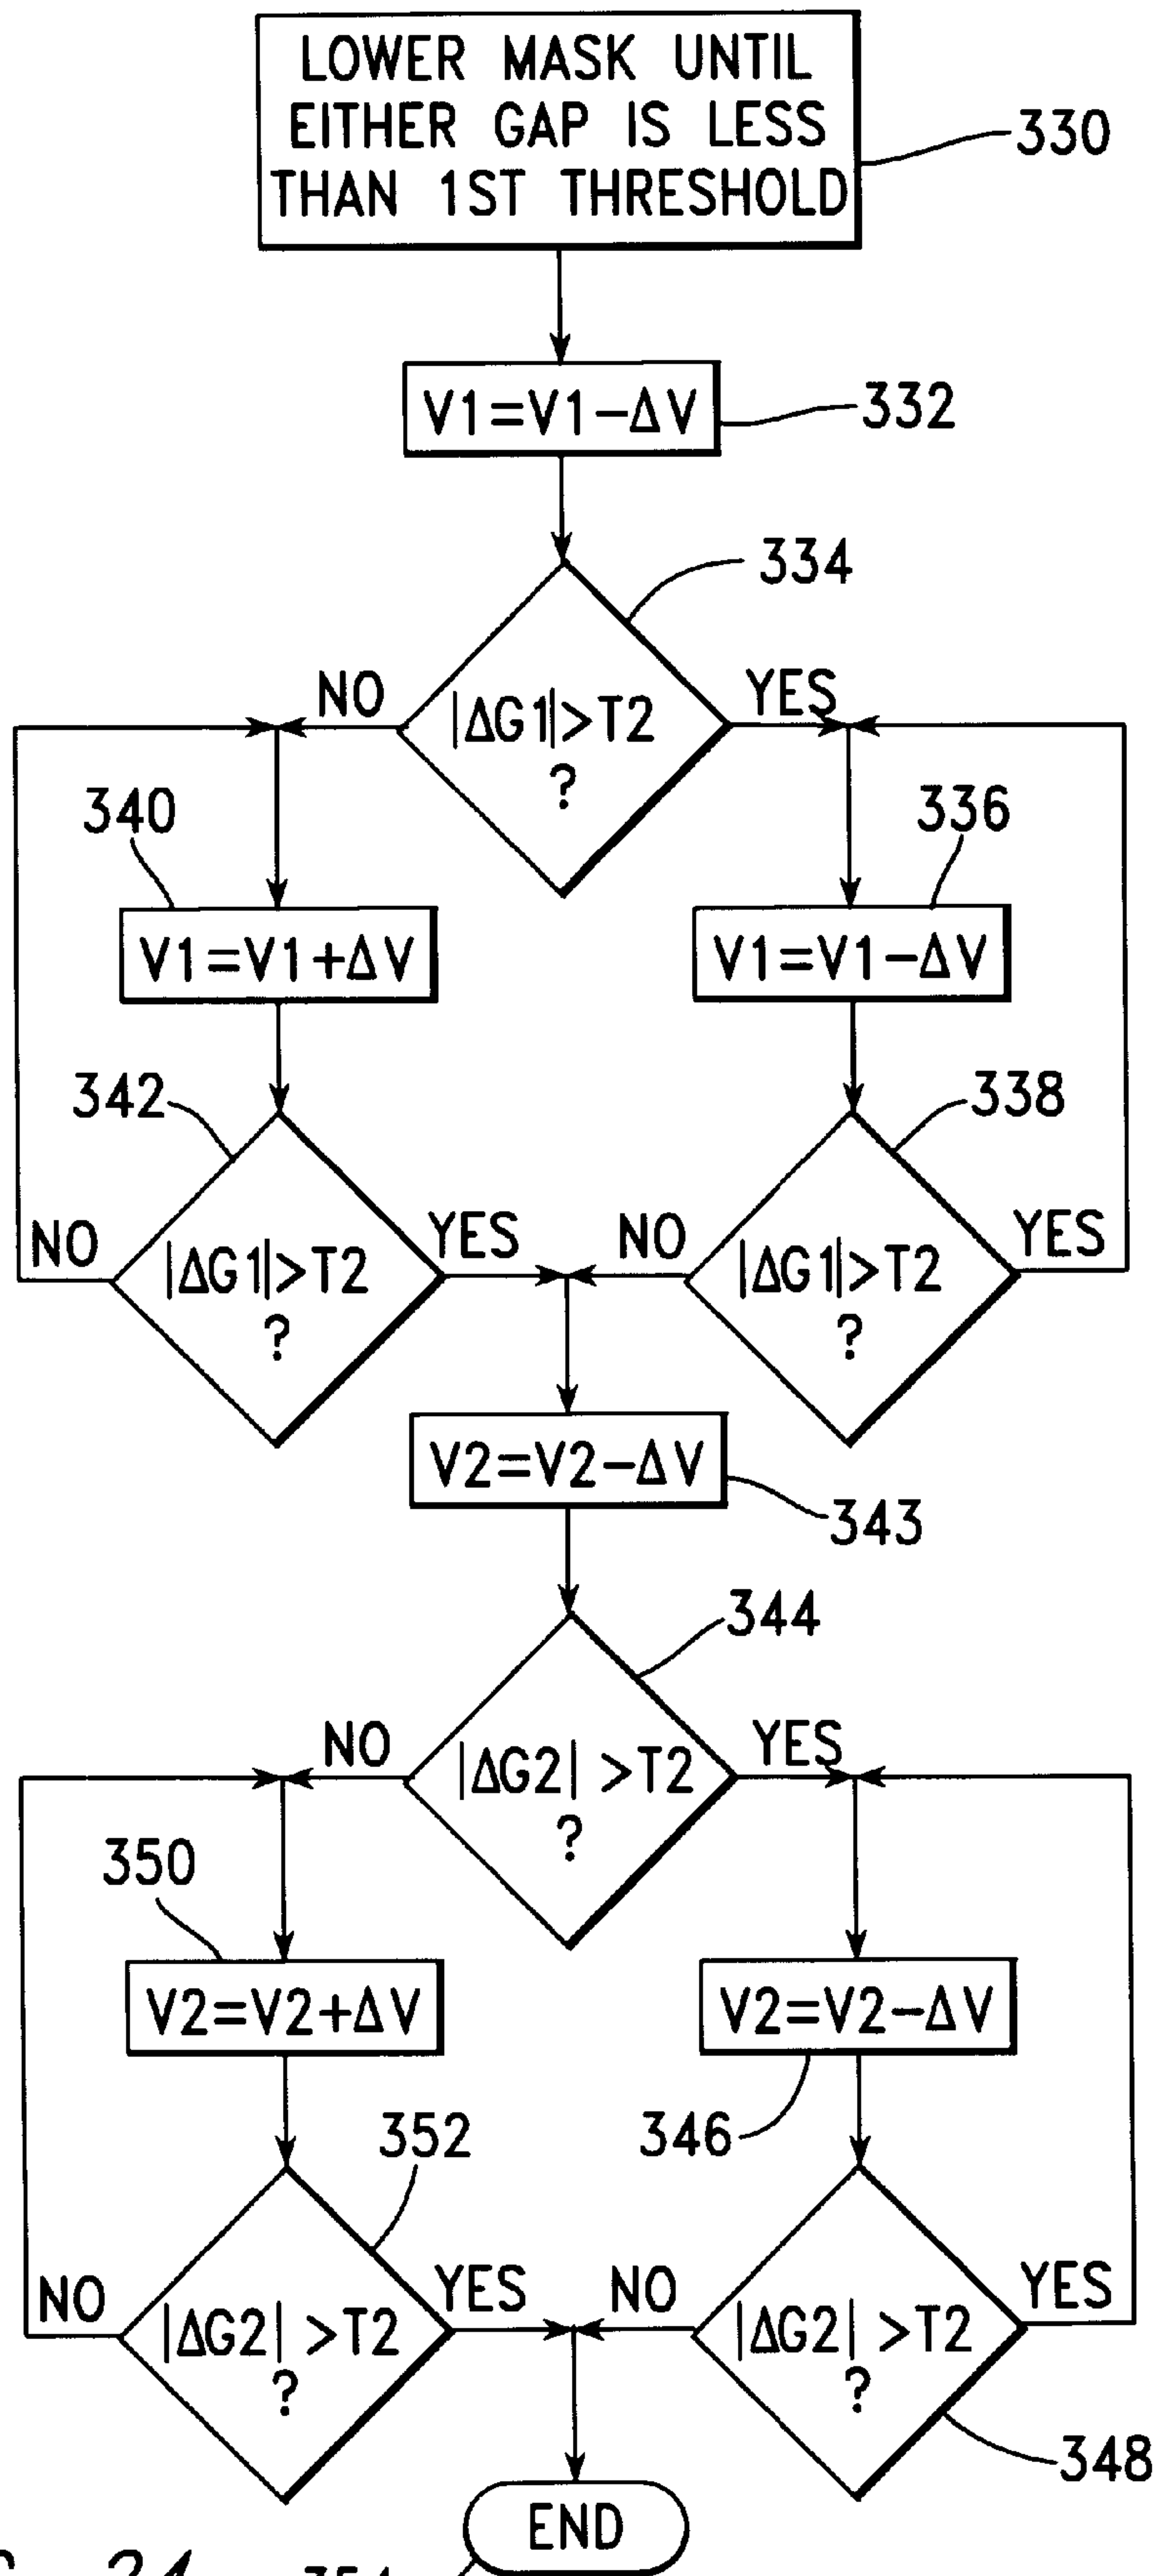 LOWER MASK UNTIL
EITHER GAP IS LESS
THAN 1ST THRESHOLD
330
V1=V1-ΔV
332
334
|ΔG1|>T2
?
NO
YES
340
336
V1=V1+ΔV
V1=V1-ΔV
342
338
|ΔG1|>T2
?
NO
YES
|ΔG1|>T2
?
NO
YES
V2=V2-ΔV
343
344
|ΔG2| >T2
?
NO
YES
350
V2=V2+ΔV
V2=V2-ΔV
352
346
|ΔG2| >T2
?
NO
YES
|ΔG2| >T2
?
NO
YES
348
END
24
354